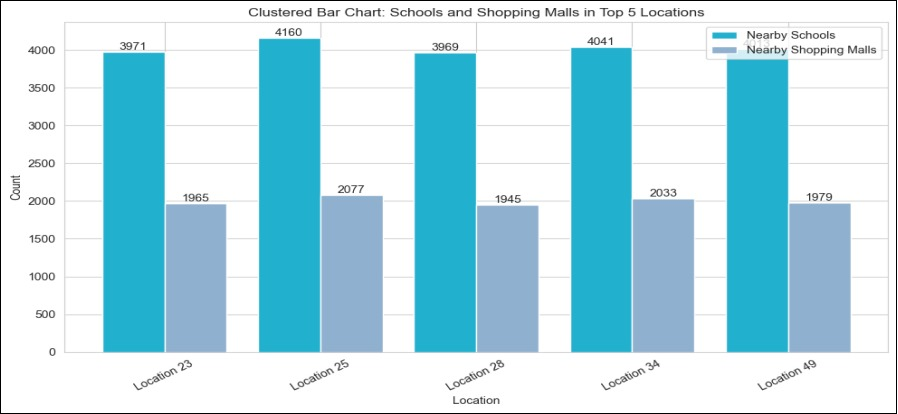 Clustered Bar Chart: Schools and Shopping Malls in Top 5 Locations
Nearby Schools
Nearby Shopping Malls
Count
4000
3500
3000
2500
2000
1500
1000
500
0
3971
4160
3969
4041
1965
2077
1945
2033
1979
Location 23
Location 25
Location 28
Location 34
Location 49
Location